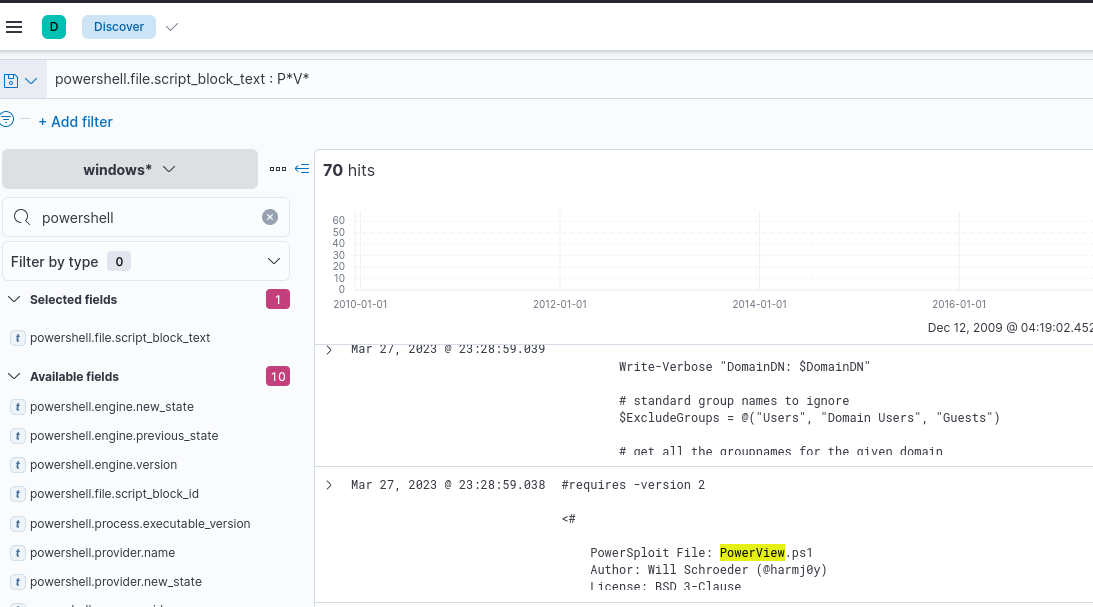 D Discover
powershell.file.script_block_text : P*V*
+ Add filter
windows*
powershell
Filter by type 0
Selected fields 1
powershell.file.script_block_text
Available fields 10
powershell.engine.new_state
powershell.engine.previous_state
powershell.engine.version
powershell.file.script_block_id
powershell.process.executable_version
powershell.provider.name
powershell.provider.new_state
70 hits
60
50
40
30
20
10
0
2010-01-01 2012-01-01 2014-01-01 2016-01-01
Dec 12, 2009 @ 04:19:02.452
Mar 27, 2023 @ 23:28:59.039
Write-Verbose "DomainDN: $DomainDN"
# standard group names to ignore
$ExcludeGroups = @("Users", "Domain Users", "Guests")
# get all the groupnames for the given domain
Mar 27, 2023 @ 23:28:59.038 #requires -version 2
<#
PowerSploit File: PowerView.ps1
Author: Will Schroeder (@harmj0y)
License: BSD 3-Clause